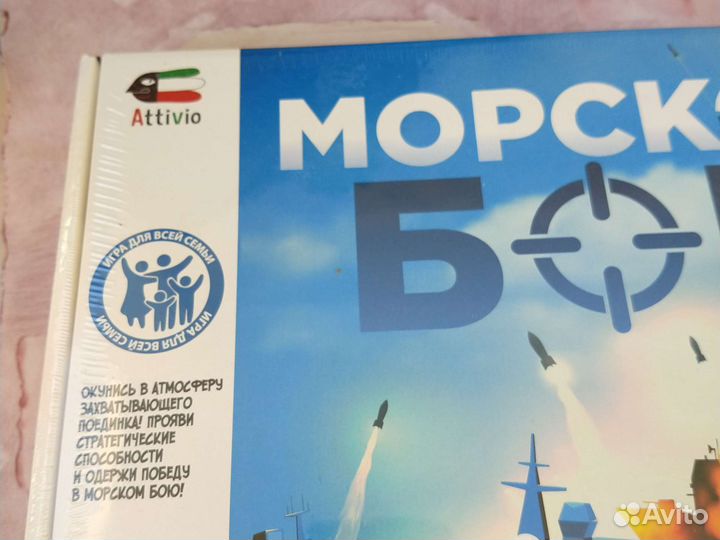 Attivio
МОРСК
БО
ИГРА ДЛЯ ВСЕЙ СЕМЬИ
ИГРА ДЛЯ ВСЕЙ СЕМЬИ
ОКУНИСЬ В АТМОСФЕРУ
ЗАХВАТЫВАЮЩЕГО
ПОЕДИНКА! ПРОЯВИ
СТРАТЕГИЧЕСКИЕ
СПОСОБНОСТИ
И ОДЕРЖИ ПОБЕДУ
В МОРСКОМ БОЮ!
Avito